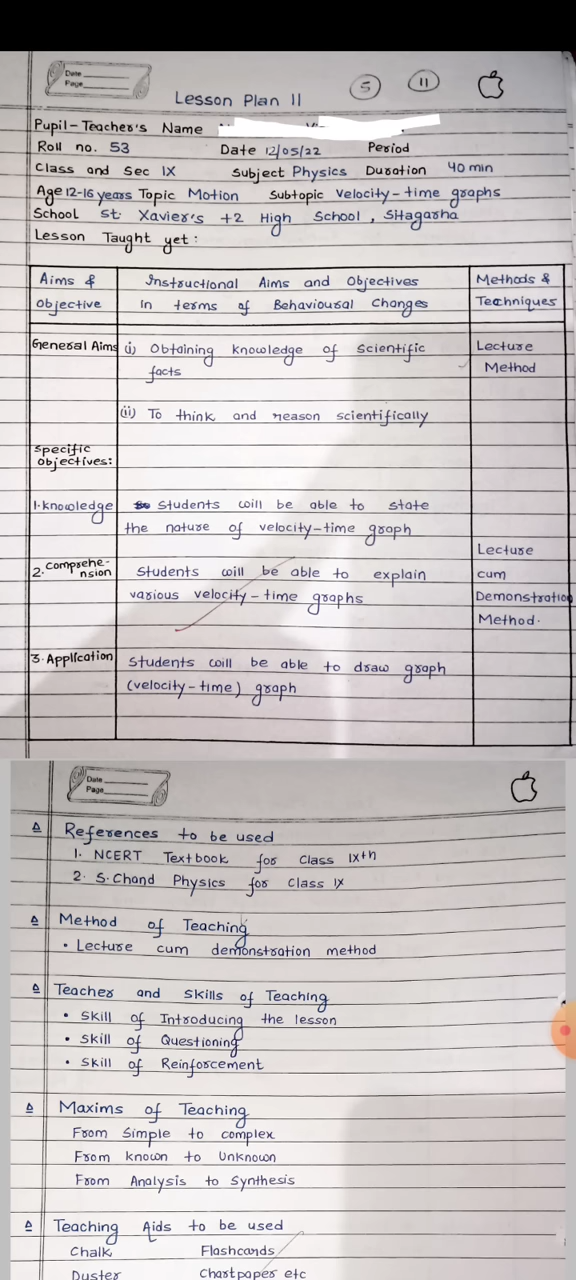 Date
Page
5 11
Lesson Plan 11
Pupil-Teacher's Name
Roll no. 53 Date 12/05/22 Period
Class and Sec IX Subject Physics Duration 40 min
Age 12-16 years Topic Motion Subtopic Velocity-time graphs
School St. Xavier's +2 High School,
Lesson Taught yet:
Aims & Objective
Instructional Aims and Objectives
In terms of Behavioural Changes
Methods & Techniques
General Aims (i) Obtaining knowledge of Scientific Lecture
facts Method
(ii) To think and reason scientifically
Specific
objectives:
1. Knowledge Students will be able to state
the nature of velocity-time graph
Lecture
2. Comprehe-nsion Students will be able to explain cum
various velocity-time graphs Demonstration
Method.
3. Application Students will be able to draw graph
(velocity-time) graph
Date
Page
References to be used
1. NCERT Textbook for Class IXth
2. S. Chand Physics for Class IX
Method of Teaching
• Lecture cum demonstration method
Teacher and Skills of Teaching
• Skill of Introducing the lesson
• Skill of Questioning
• Skill of Reinforcement
Maxims of Teaching
From Simple to complex
From known to Unknown
From Analysis to Synthesis
Teaching Aids to be used
Chalk Flashcards
Duster Chartpaper etc